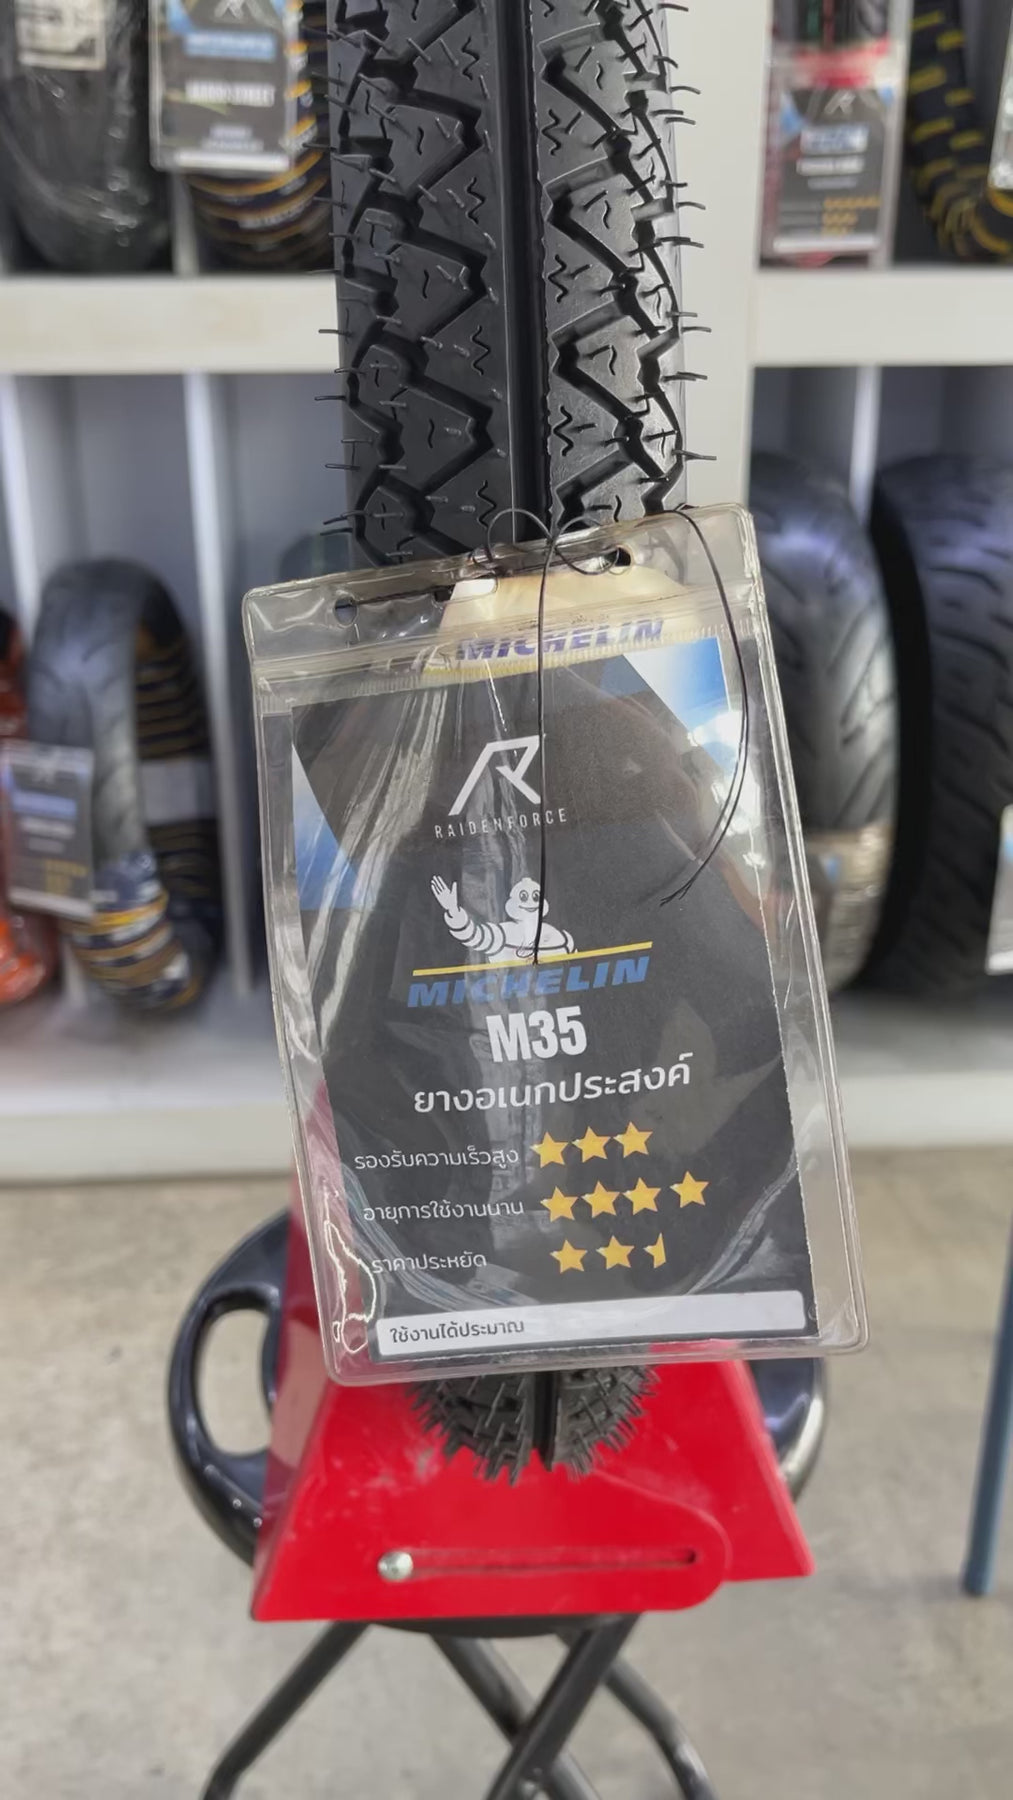 MICHELIN
RAIDENFORCE
MICHELIN
M35
ยางอเนกประสงค์
รองรับความเร็วสูง
อายุการใช้งานนาน
ราคาประหยัด
ใช้งานได้ประมาณ